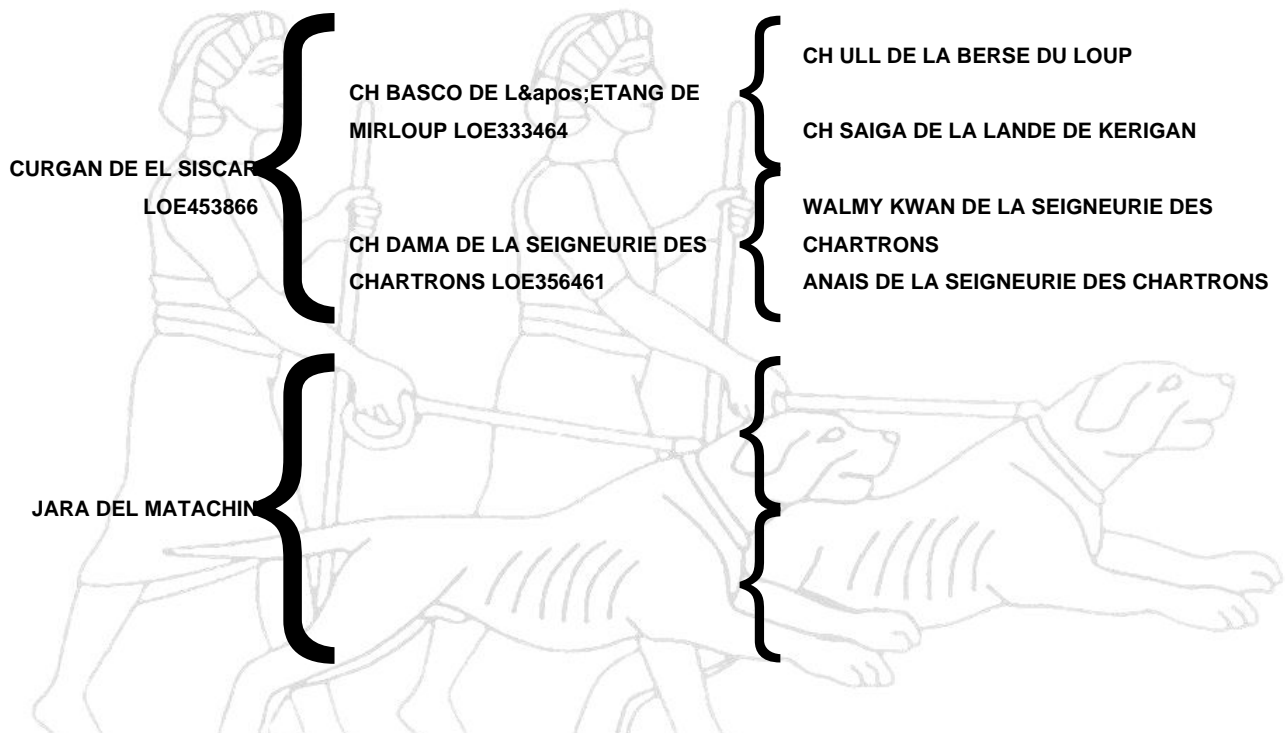 CH ULL DE LA BERSE DU LOUP
CH BASCO DE L&apos;ETANG DE
MIRLOUP LOE333464
CH SAIGA DE LA LANDE DE KERIGAN
CURGAN DE EL SISCAR
LOE453866
WALMY KWAN DE LA SEIGNEURIE DES
CHARTRONS
CH DAMA DE LA SEIGNEURIE DES
CHARTRONS LOE356461
ANAIS DE LA SEIGNEURIE DES CHARTRONS
JARA DEL MATACHIN